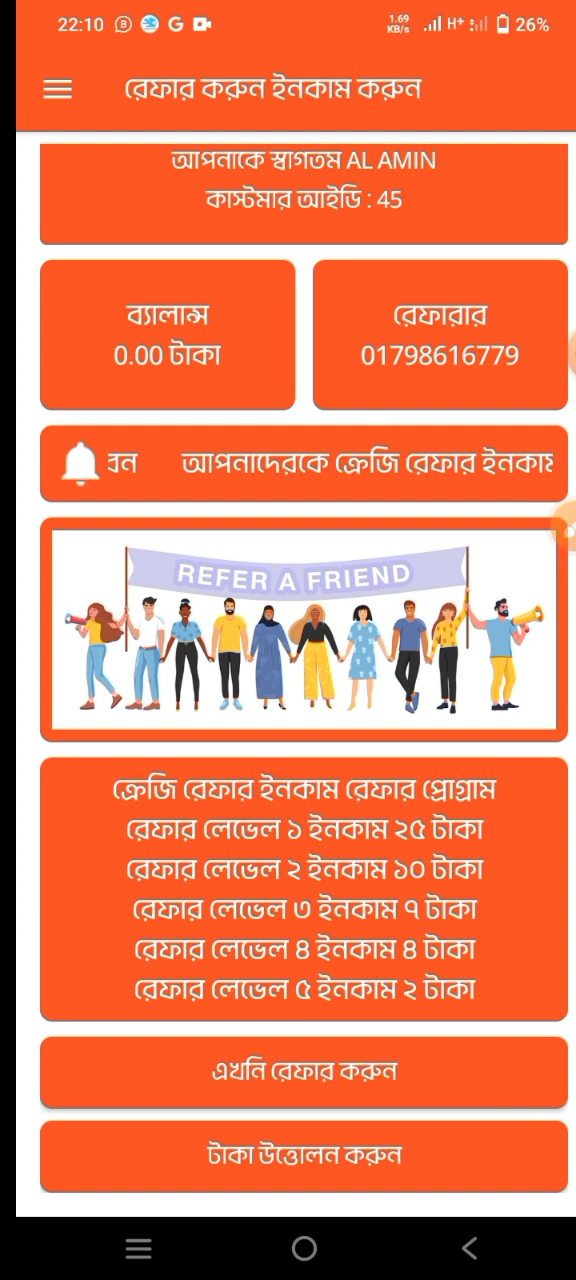 22:10
1.69
KB/s
H+
26%
রেফার করুন ইনকাম করুন
আপনাকে স্বাগতম AL AMIN
কাস্টমার আইডি : 45
ব্যালান্স
0.00 টাকা
রেফারার
01798616779
আপনাদেরকে ক্রেজি রেফার ইনকাম
REFER A FRIEND
ক্রেজি রেফার ইনকাম রেফার প্রোগ্রাম
রেফার লেভেল ১ ইনকাম ২৫ টাকা
রেফার লেভেল ২ ইনকাম ১০ টাকা
রেফার লেভেল ৩ ইনকাম ৭ টাকা
রেফার লেভেল ৪ ইনকাম ৪ টাকা
রেফার লেভেল ৫ ইনকাম ২ টাকা
এখনি রেফার করুন
টাকা উত্তোলন করুন